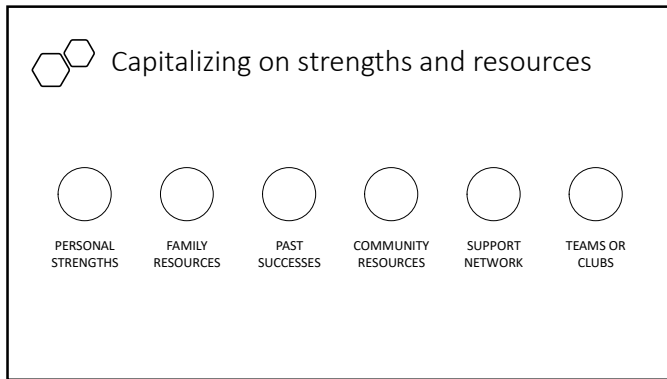 Capitalizing on strengths and resources
PERSONAL
STRENGTHS
FAMILY
RESOURCES
PAST
SUCCESSES
COMMUNITY
RESOURCES
SUPPORT
NETWORK
TEAMS OR
CLUBS